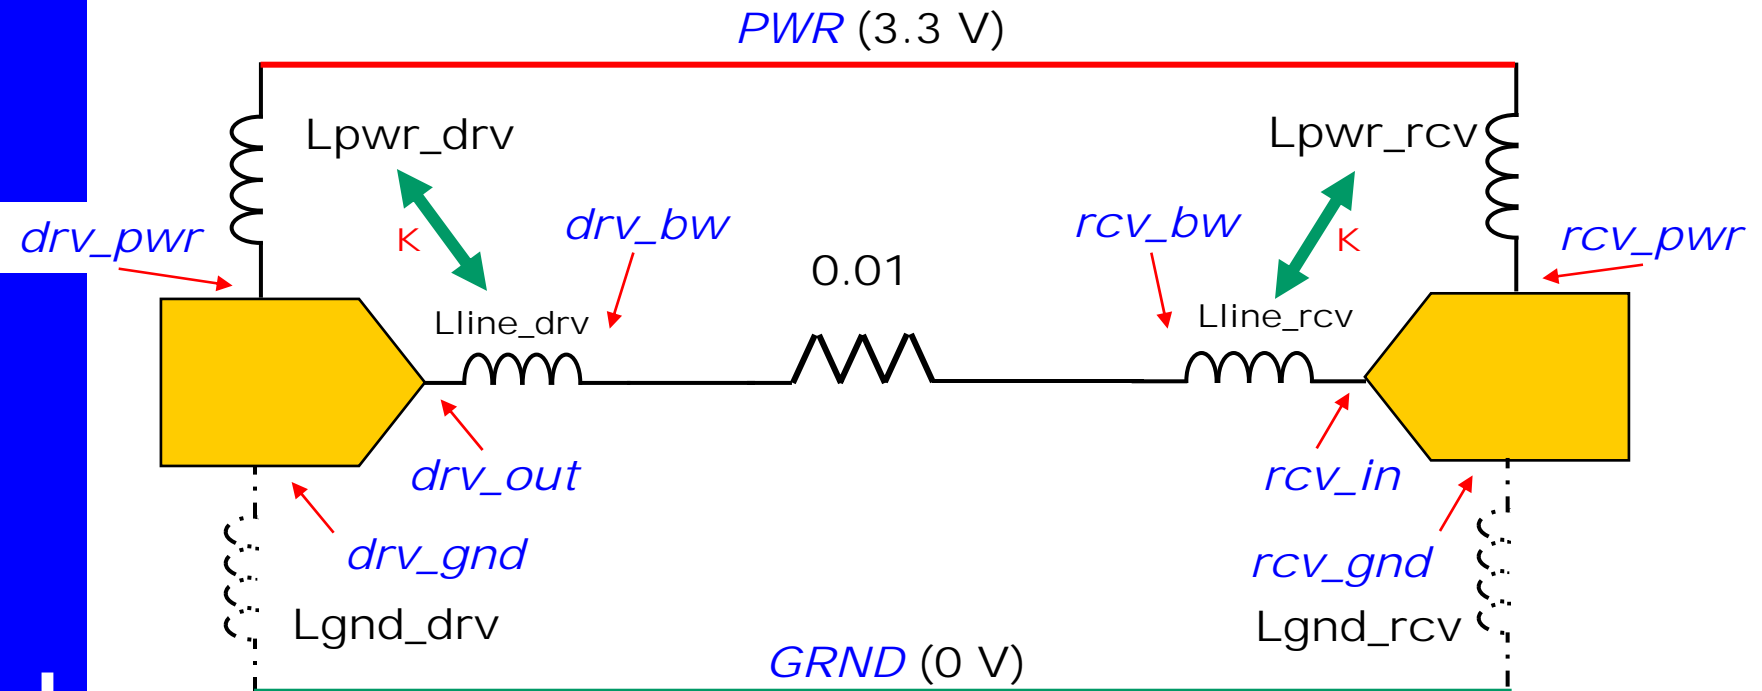 PWR (3.3 V)
Lpwr_drv
Lpwr_rcv
drv_pwr
K
drv_bw
rcv_bw
K
rcv_pwr
0.01
Lline_drv
Lline_rcv
drv_out
rcv_in
drv_gnd
rcv_gnd
Lgnd_drv
Lgnd_rcv
GRND (0 V)